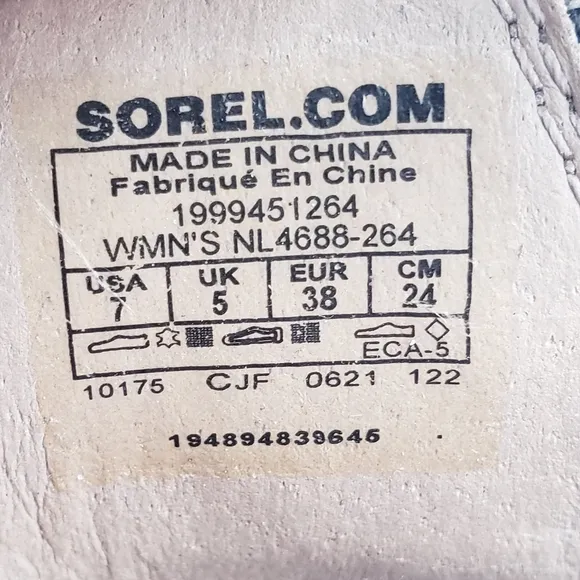 SOREL.COM
MADE IN CHINA
Fabriqué En Chine
1999451264
WMN'S NL4688-264
USA UK EUR CM
7 5 38 24
ECA-5
10175 CJF 0621 122
194894839645